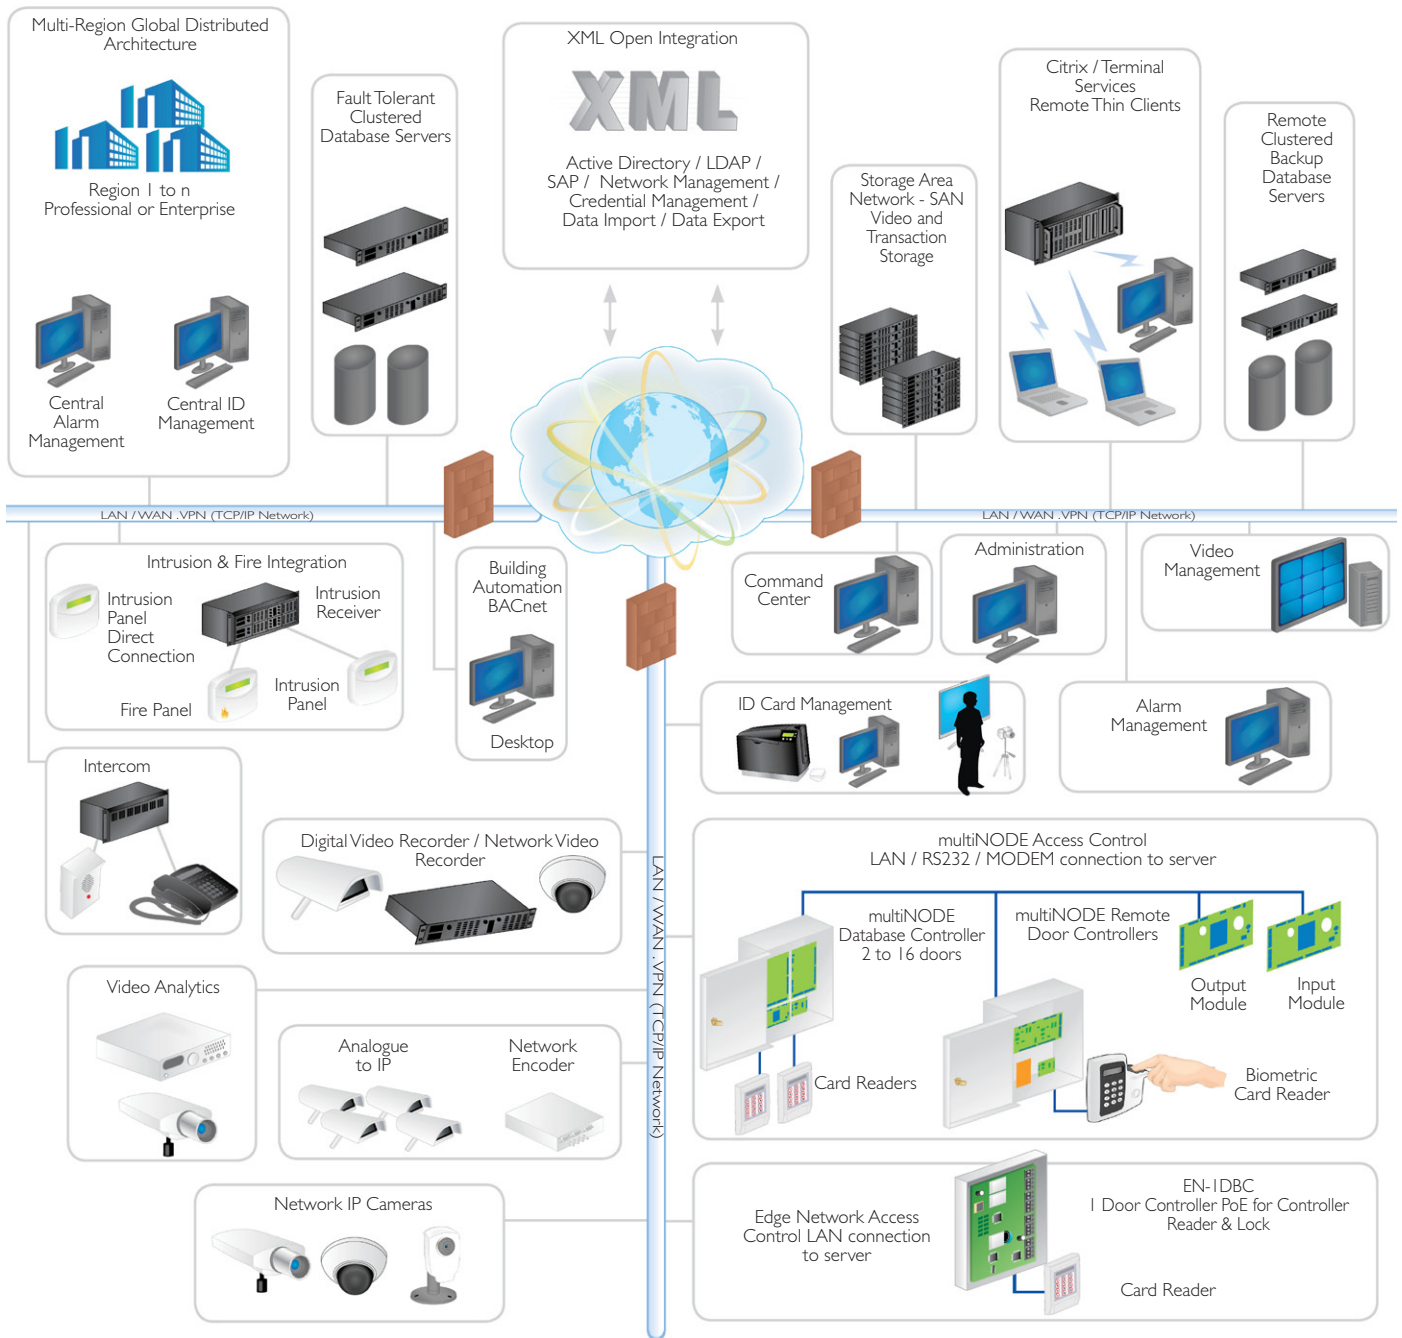 Multi-Region Global Distributed
Architecture
Region 1 to n
Professional or Enterprise
Central
Alarm
Management
Central ID
Management
Fault Tolerant
Clustered
Database Servers
XML Open Integration
XML
Active Directory / LDAP /
SAP / Network Management /
Credential Management /
Data Import / Data Export
Storage Area
Network - SAN
Video and
Transaction
Storage
Citrix / Terminal
Services
Remote Thin Clients
Remote
Clustered
Backup
Database
Servers
LAN / WAN .VPN (TCP/IP Network)
LAN / WAN .VPN (TCP/IP Network)
Intrusion & Fire Integration
Intrusion
Panel
Direct
Connection
Intrusion
Receiver
Fire Panel
Intrusion
Panel
Building
Automation
BACnet
Desktop
Command
Center
Administration
Video
Management
ID Card Management
Alarm
Management
Intercom
Digital Video Recorder / Network Video
Recorder
LAN / WAN .VPN (TCP/IP Network)
multiNODE Access Control
LAN / RS232 / MODEM connection to server
multiNODE
Database Controller
2 to 16 doors
multiNODE Remote
Door Controllers
Output
Module
Input
Module
Card Readers
Biometric
Card Reader
Video Analytics
Analogue
to IP
Network
Encoder
Network IP Cameras
Edge Network Access
Control LAN connection
to server
EN-1DBC
1 Door Controller PoE for Controller
Reader & Lock
Card Reader